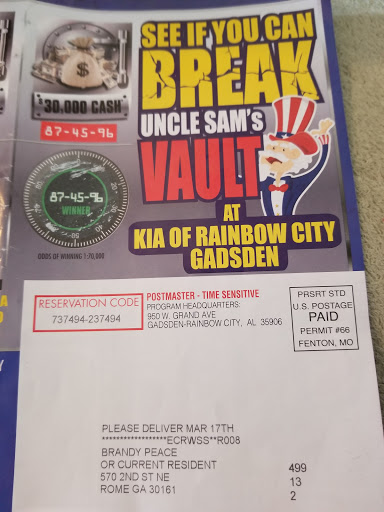 SEE IF YOU CAN
BREAK
UNCLE SAM'S
VAULT
AT
KIA OF RAINBOW CITY
GADSDEN
$
$30,000 CASH
87-45-96
87-45-96
WINNER
ODDS OF WINNING 1:70,000
RESERVATION CODE
737494-237494
POSTMASTER - TIME SENSITIVE
PROGRAM HEADQUARTERS:
950 W. GRAND AVE
GADSDEN-RAINBOW CITY, AL 35906
PRSRT STD
U.S. POSTAGE
PAID
PERMIT #66
FENTON, MO
PLEASE DELIVER MAR 17TH
******************ECRWSS**R008
BRANDY PEACE
OR CURRENT RESIDENT
570 2ND ST NE
ROME GA 30161
499
13
2